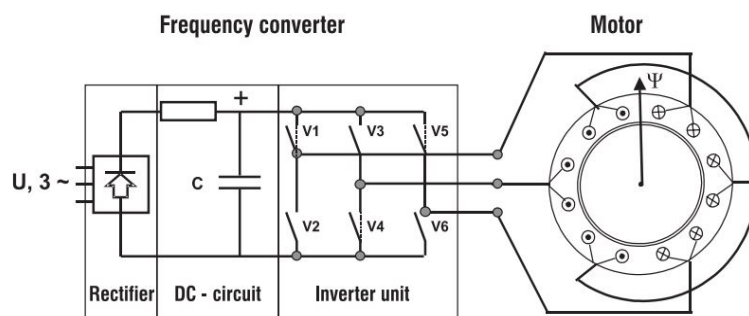 Frequency converter
Motor
+
Ψ
V1
V3
V5
U, 3 ~
C
V2
V4
V6
Rectifier
DC - circuit
Inverter unit